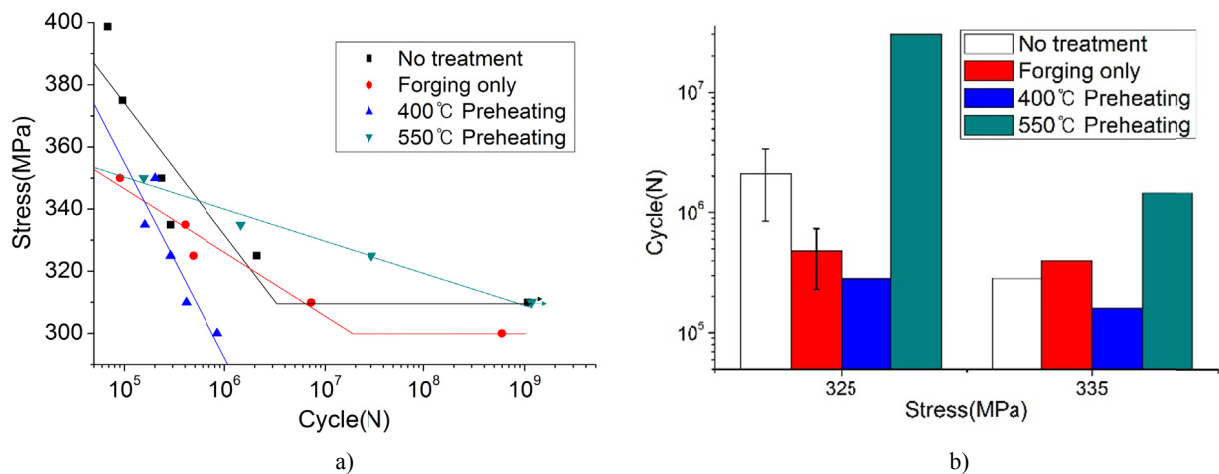 400
380
360
340
320
300
Stress(MPa)
No treatment
Forging only
400℃ Preheating
550℃ Preheating
10^5
10^6
10^7
10^8
10^9
Cycle(N)
a)
10^7
10^6
10^5
Cycle(N)
No treatment
Forging only
400℃ Preheating
550℃ Preheating
325
335
Stress(MPa)
b)